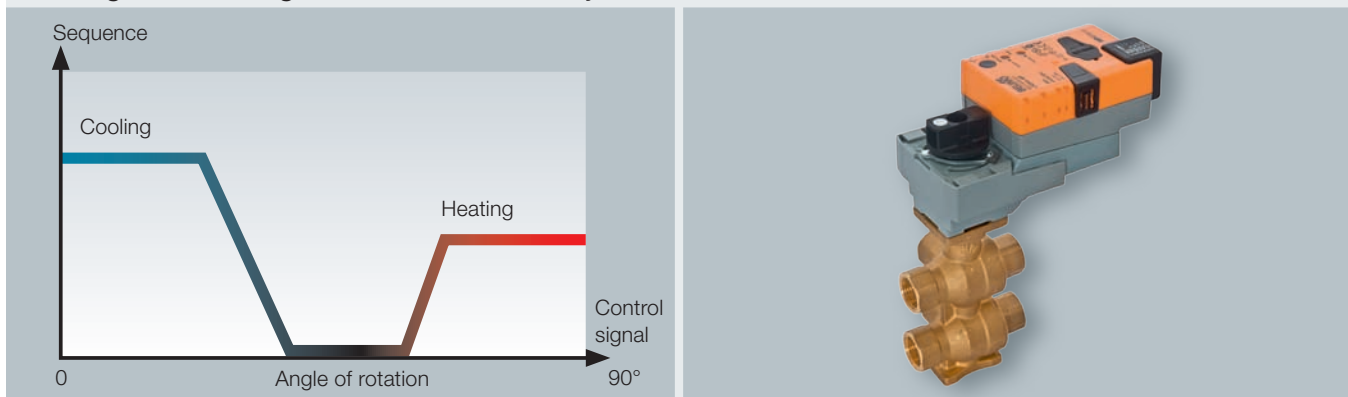 Sequence
Cooling
Heating
Control
signal
0
Angle of rotation
90°